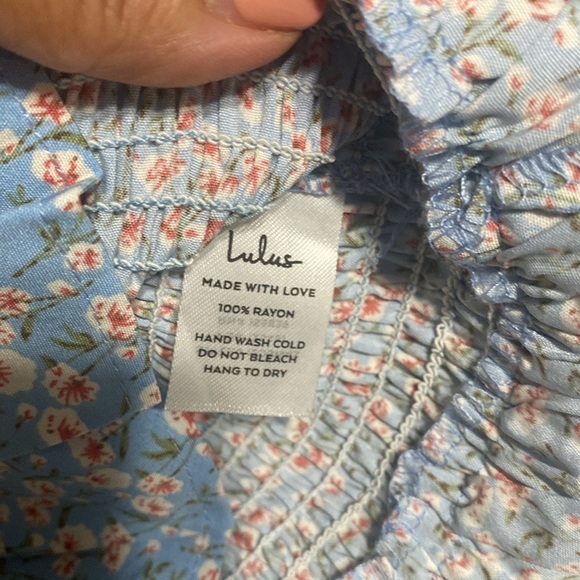 Lulus
MADE WITH LOVE
100% RAYON
HAND WASH COLD
DO NOT BLEACH
HANG TO DRY